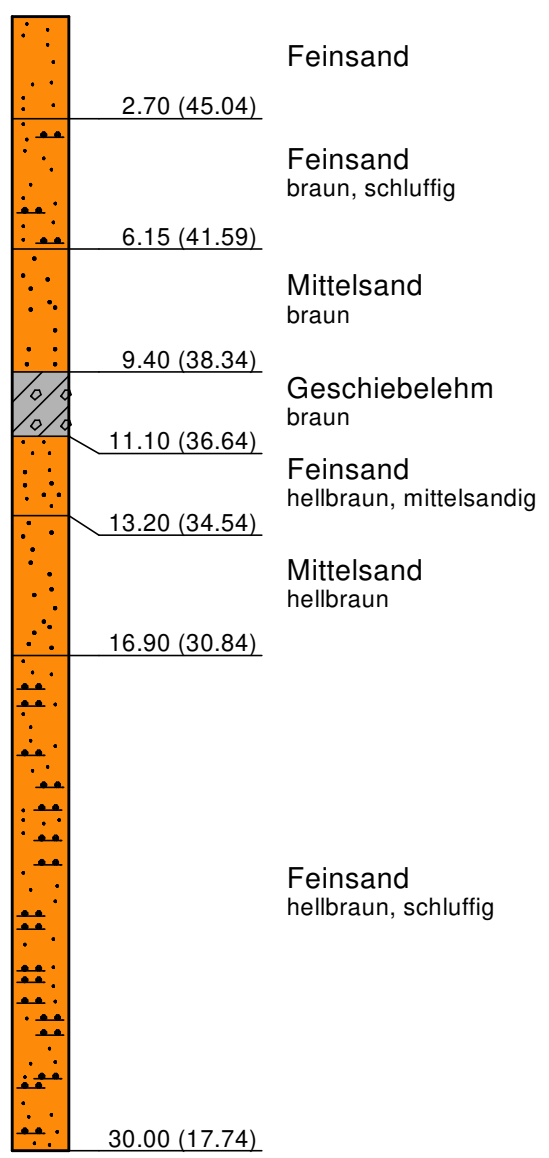 Feinsand
2.70 (45.04)
Feinsand
braun, schluffig
6.15 (41.59)
Mittelsand
braun
9.40 (38.34)
Geschiebelehm
braun
11.10 (36.64)
Feinsand
hellbraun, mittelsandig
13.20 (34.54)
Mittelsand
hellbraun
16.90 (30.84)
Feinsand
hellbraun, schluffig
30.00 (17.74)